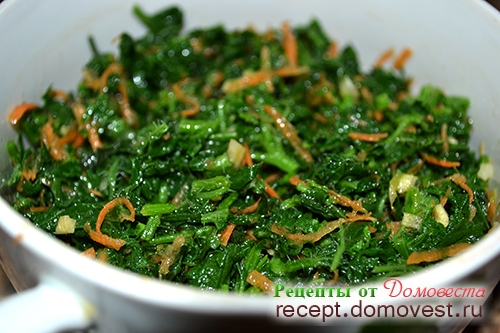 Рецепты от Домовеста
recept.domovest.ru